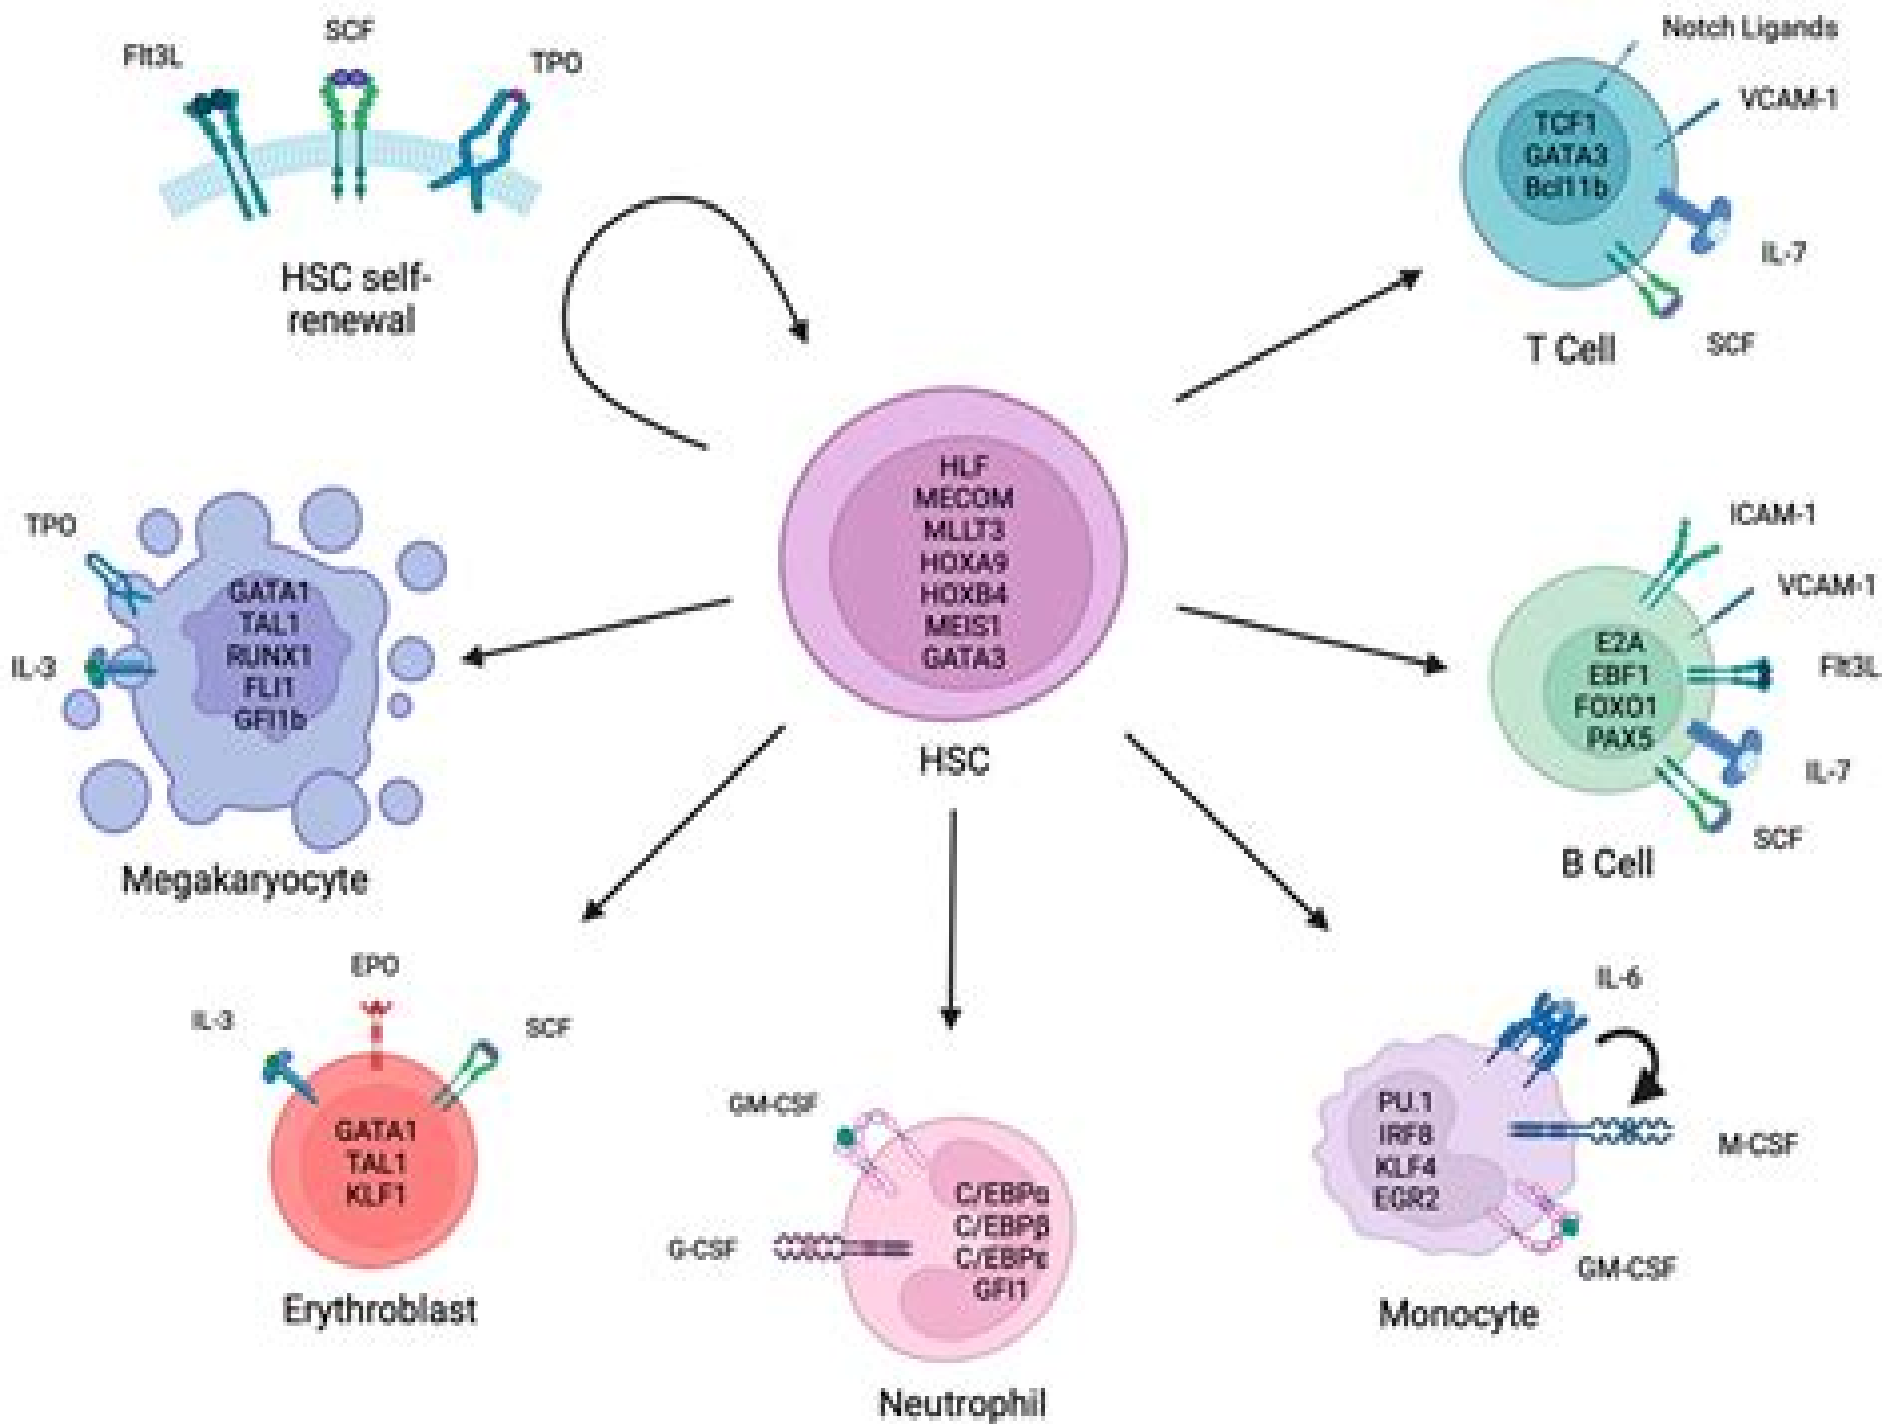 Flt3L
SCF
TPO
HSC self-
renewal
Notch Ligands
VCAM-1
TCF1
GATA3
Bcl11b
IL-7
SCF
T Cell
HLF
MECOM
MLLT3
HOXA9
HOXB4
MEIS1
GATA3
HSC
TPO
IL-3
GATA1
TAL1
RUNX1
FLI1
GFI1b
Megakaryocyte
ICAM-1
VCAM-1
Flt3L
E2A
EBF1
FOXO1
PAX5
IL-7
SCF
B Cell
EPO
IL-3
SCF
GATA1
TAL1
KLF1
Erythroblast
GM-CSF
G-CSF
C/EBPα
C/EBPβ
C/EBPε
GFI1
Neutrophil
IL-6
M-CSF
PU.1
IRF8
KLF4
EGR2
GM-CSF
Monocyte